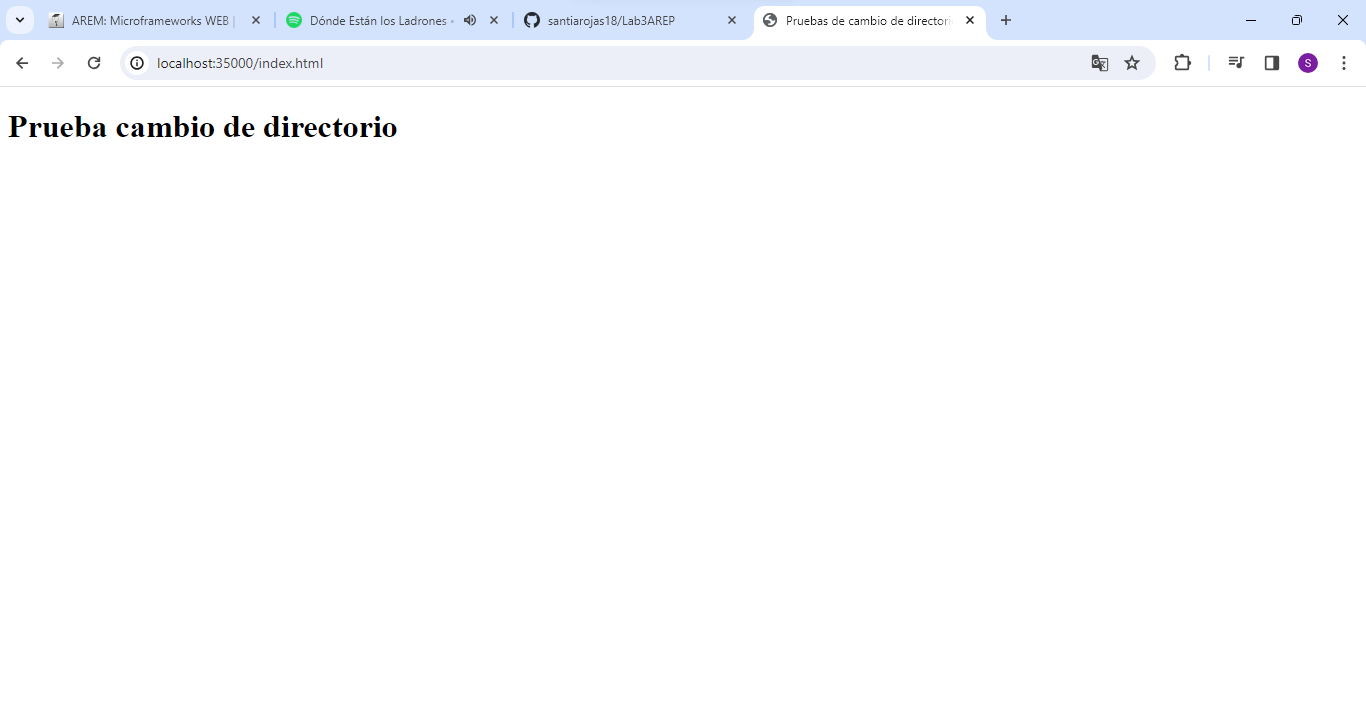 AREM: Microframeworks WEB
Dónde Están los Ladrones
santiarojas18/Lab3AREP
Pruebas de cambio de directori
localhost:35000/index.html
S
Prueba cambio de directorio